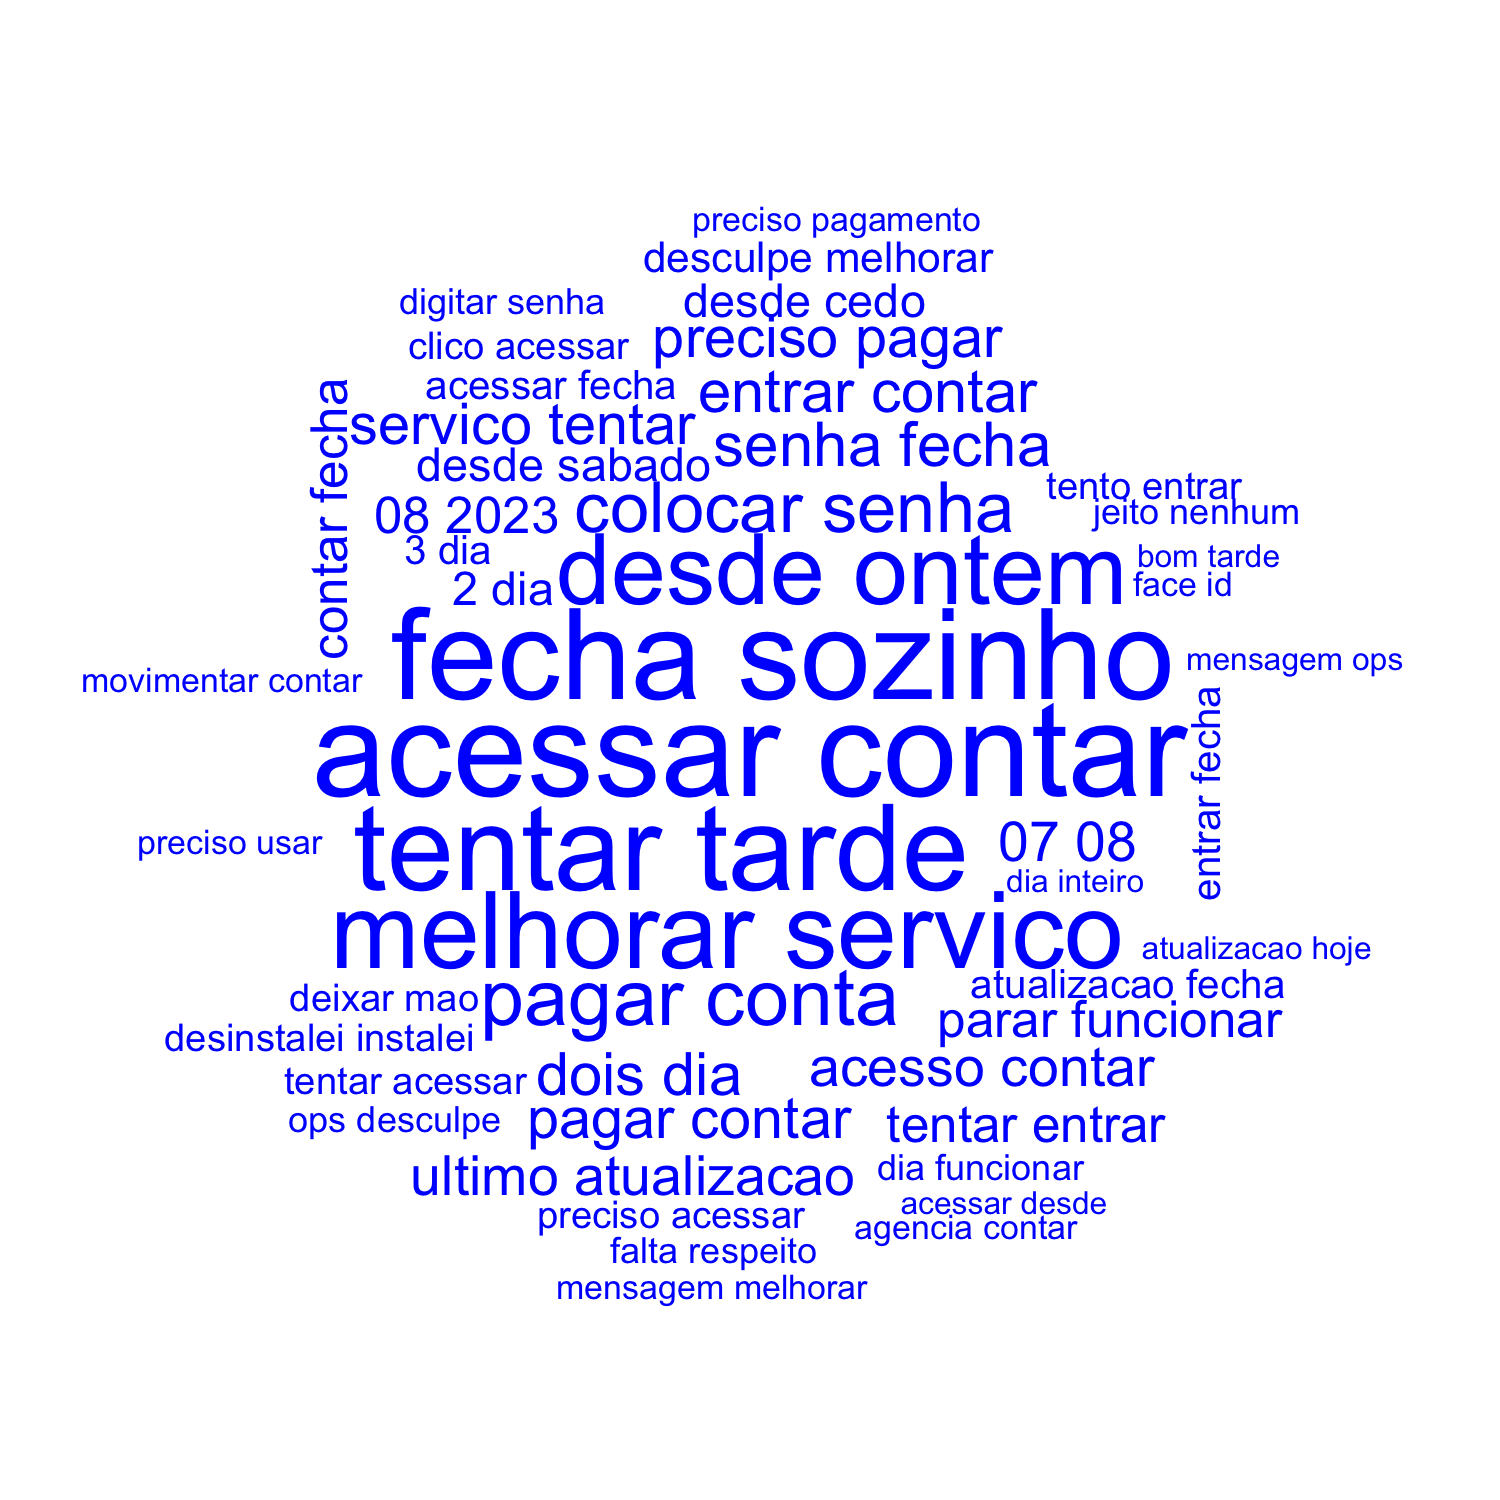 preciso pagamento
desculpe melhorar
digitar senha
desde cedo
clico acessar
preciso pagar
acessar fecha
entrar contar
contar fecha
servico tentar
senha fecha
desde sabado
tento entrar
08 2023
colocar senha
jeito nenhum
3 dia
desde ontem
bom tarde
2 dia
face id
fecha sozinho
mensagem ops
movimentar contar
acessar contar
entrar fecha
preciso usar
tentar tarde
07 08
dia inteiro
melhorar servico
atualizacao hoje
deixar mao
pagar conta
atualizacao fecha
desinstalei instalei
parar funcionar
tentar acessar
dois dia
acesso contar
ops desculpe
pagar contar
tentar entrar
ultimo atualizacao
dia funcionar
preciso acessar
acessar desde
agencia contar
falta respeito
mensagem melhorar